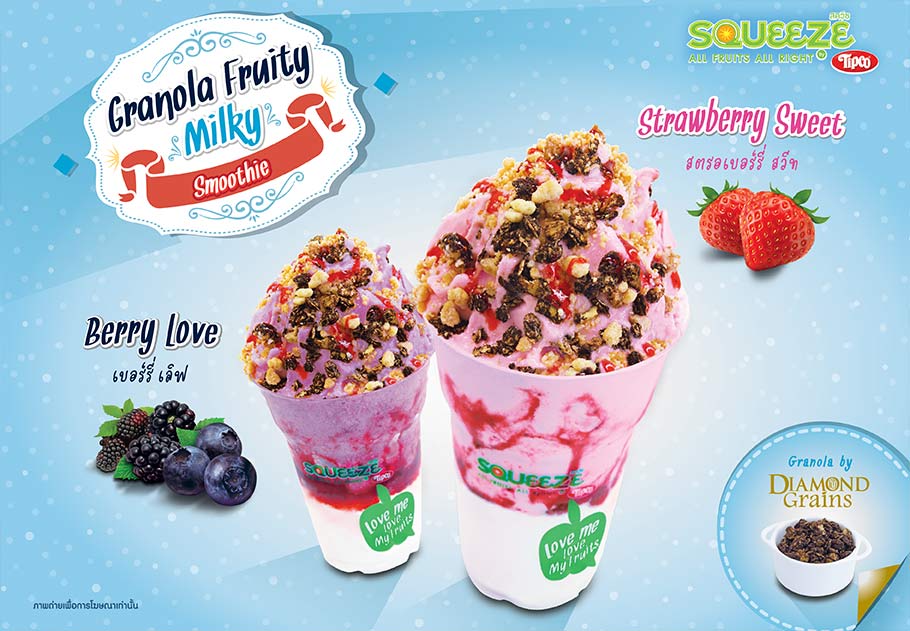 Granola Fruity
Milky
Smoothie
สควีซ
SQUEEZE
ALL FRUITS ALL RIGHT by Tipco
Strawberry Sweet
สตรอเบอร์รี่ สวีท
Berry Love
เบอร์รี่ เลิฟ
SQUEEZE
Tipco
love me
love
My fruits
SQUEEZE
Tipco
love me
love
My fruits
Granola by
DIAMOND
Grains
ภาพถ่ายเพื่อการโฆษณาเท่านั้น